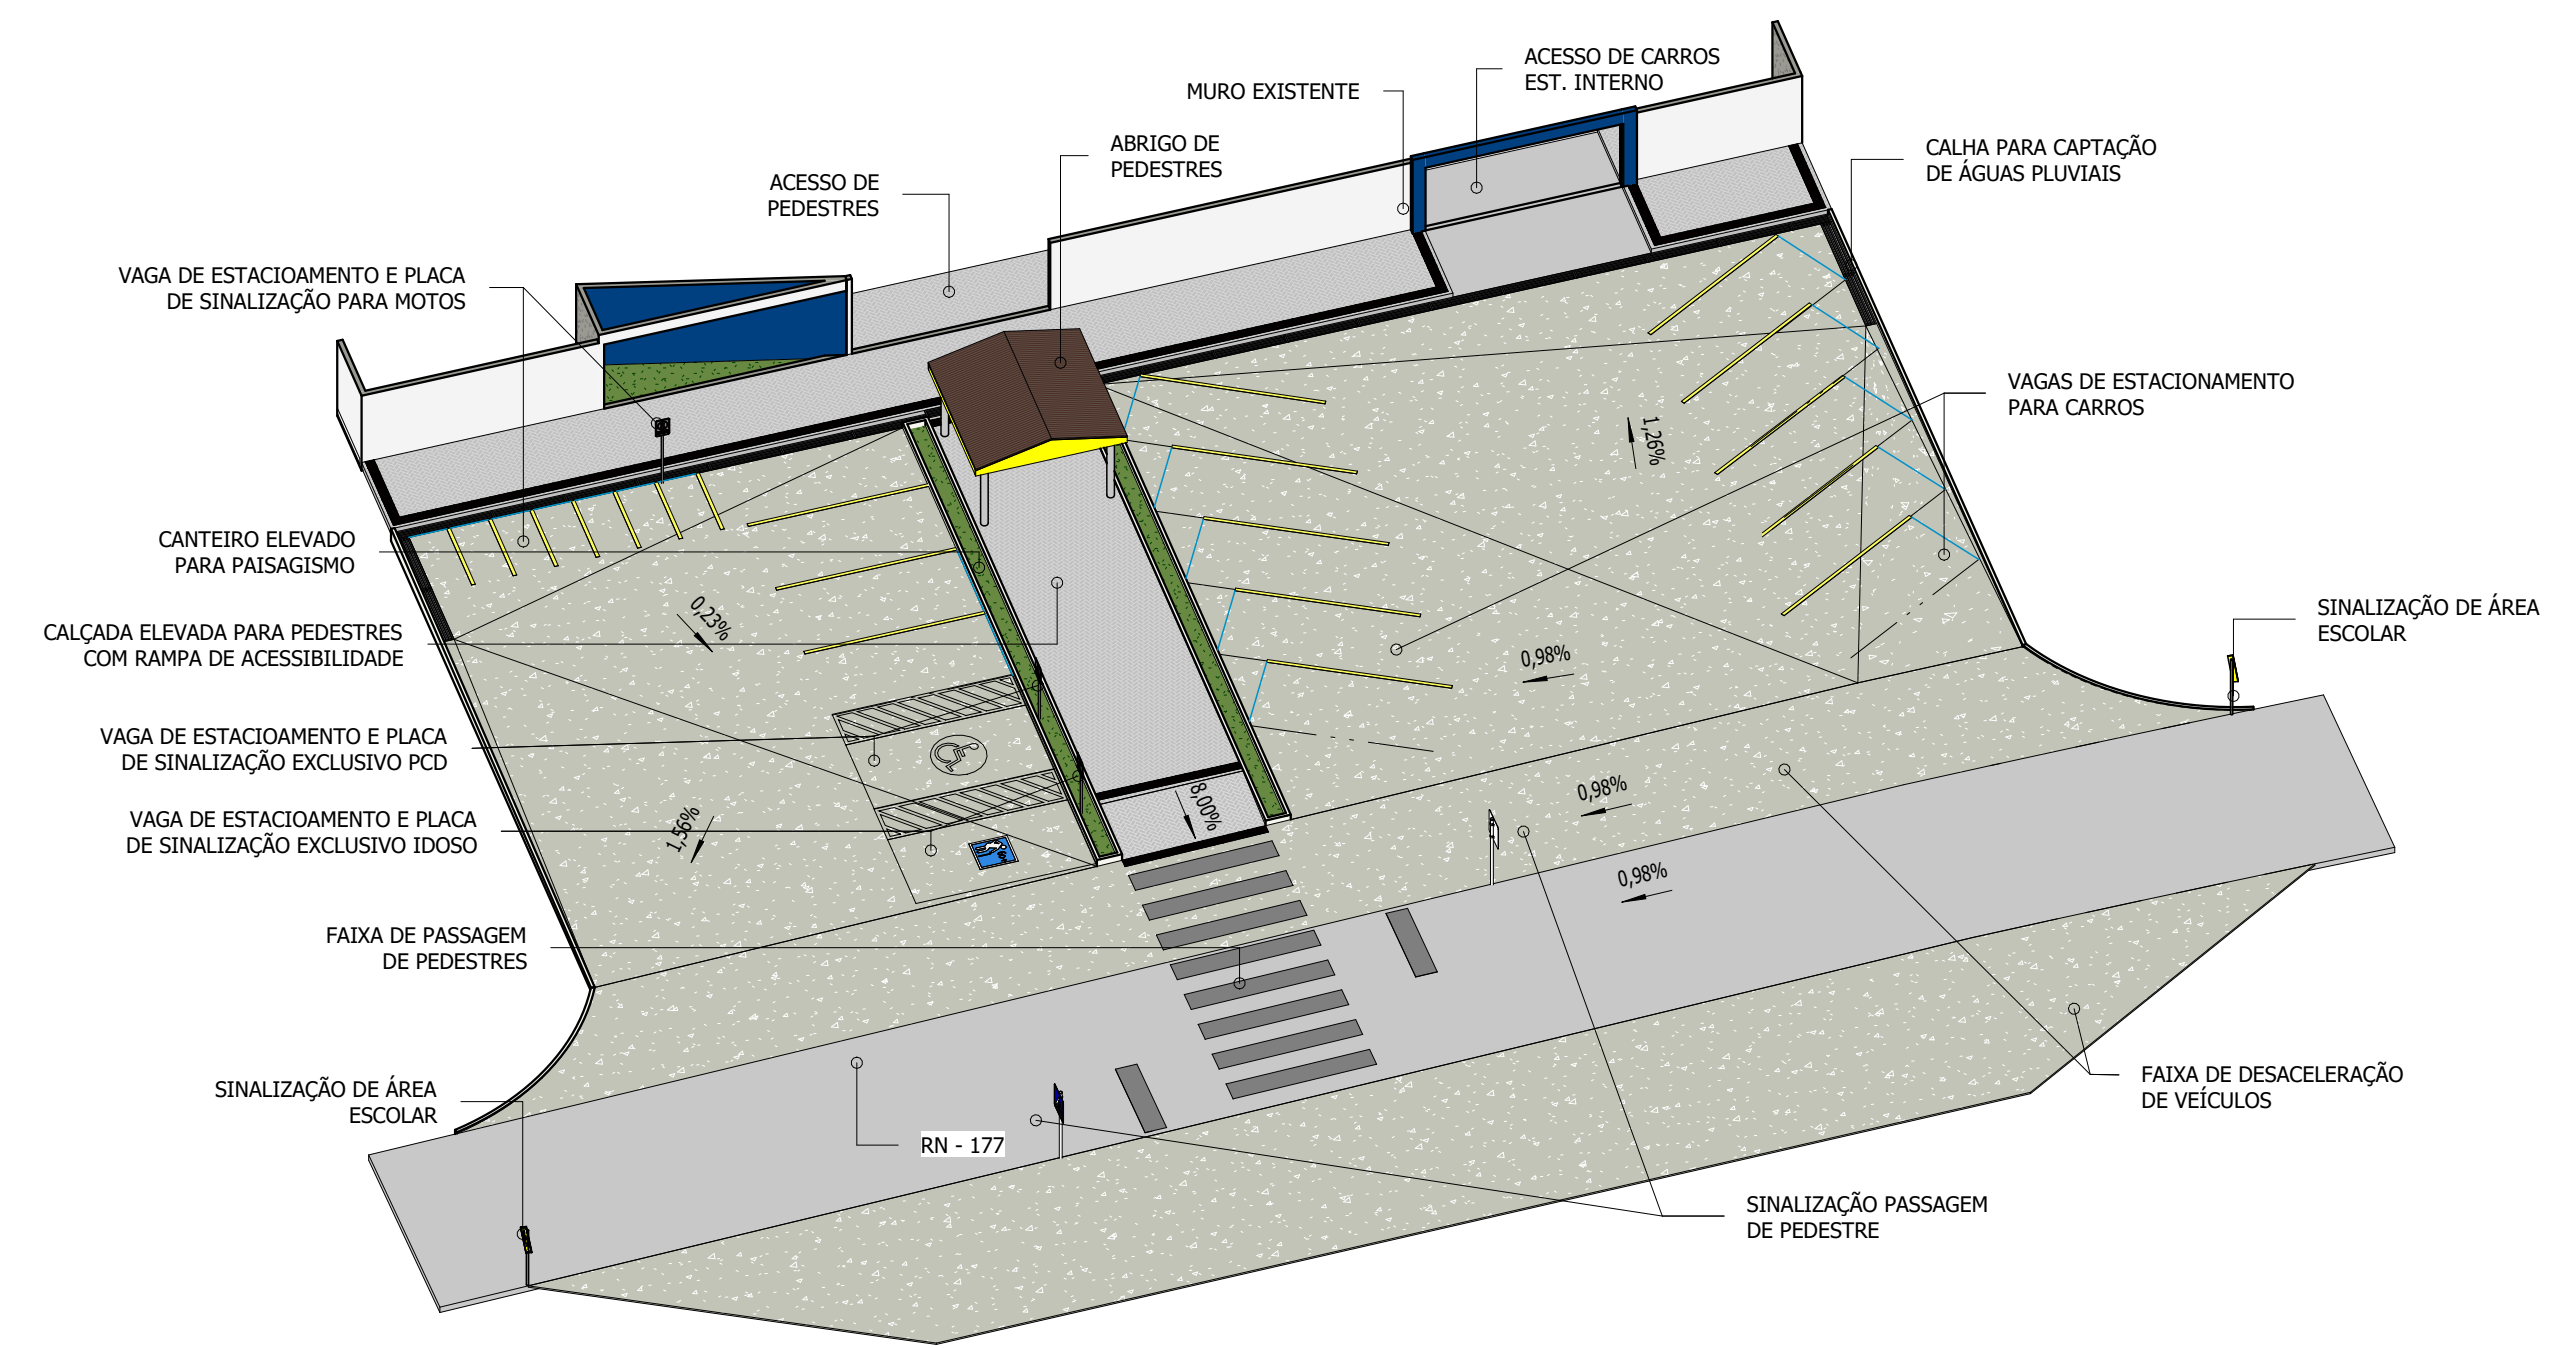 ACESSO DE CARROS
EST. INTERNO
MURO EXISTENTE
ABRIGO DE
PEDESTRES
CALHA PARA CAPTAÇÃO
DE ÁGUAS PLUVIAIS
ACESSO DE
PEDESTRES
VAGA DE ESTACIOAMENTO E PLACA
DE SINALIZAÇÃO PARA MOTOS
VAGAS DE ESTACIONAMENTO
PARA CARROS
1,26%
CANTEIRO ELEVADO
PARA PAISAGISMO
0,23%
CALÇADA ELEVADA PARA PEDESTRES
COM RAMPA DE ACESSIBILIDADE
SINALIZAÇÃO DE ÁREA
ESCOLAR
0,98%
VAGA DE ESTACIOAMENTO E PLACA
DE SINALIZAÇÃO EXCLUSIVO PCD
0,98%
8,00%
VAGA DE ESTACIOAMENTO E PLACA
DE SINALIZAÇÃO EXCLUSIVO IDOSO
1,56%
0,98%
FAIXA DE PASSAGEM
DE PEDESTRES
SINALIZAÇÃO DE ÁREA
ESCOLAR
RN - 177
FAIXA DE DESACELERAÇÃO
DE VEÍCULOS
SINALIZAÇÃO PASSAGEM
DE PEDESTRE